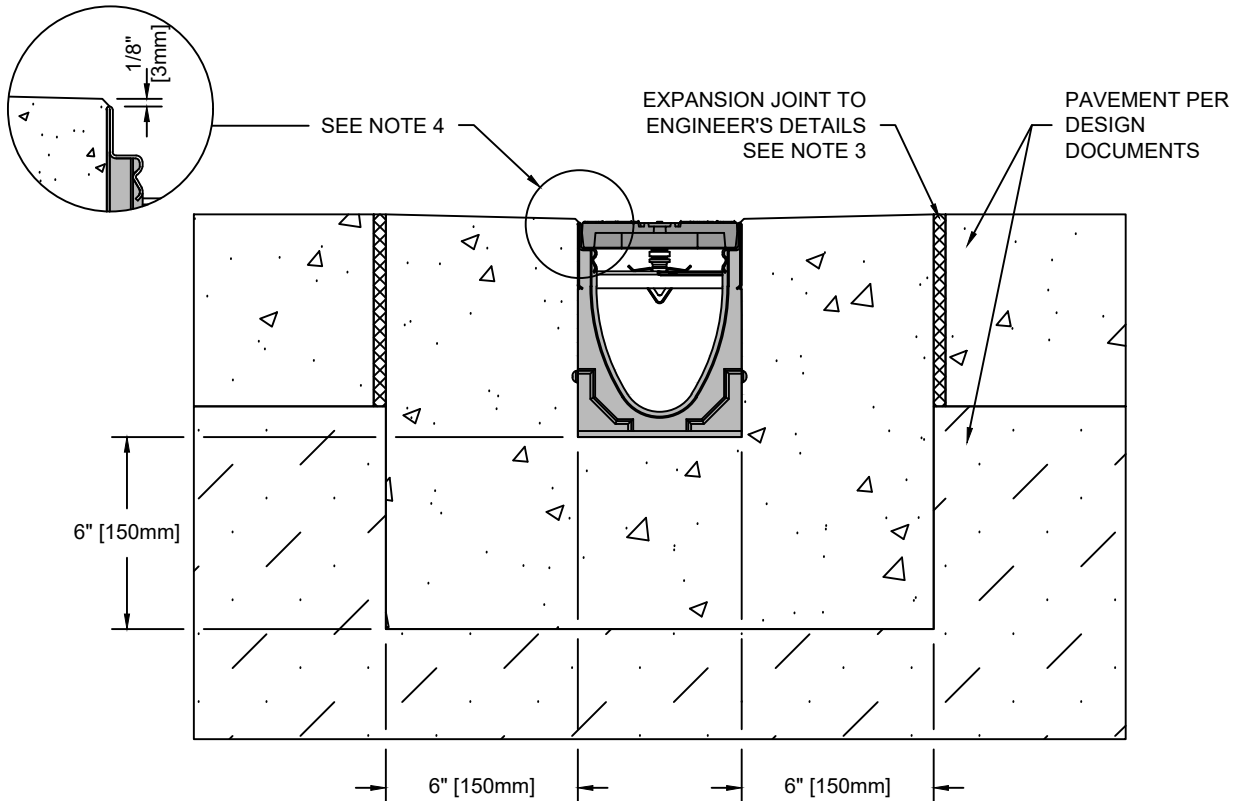 1/8"
[3mm]
SEE NOTE 4
EXPANSION JOINT TO
ENGINEER'S DETAILS
SEE NOTE 3
PAVEMENT PER
DESIGN
DOCUMENTS
6" [150mm]
6" [150mm]
6" [150mm]